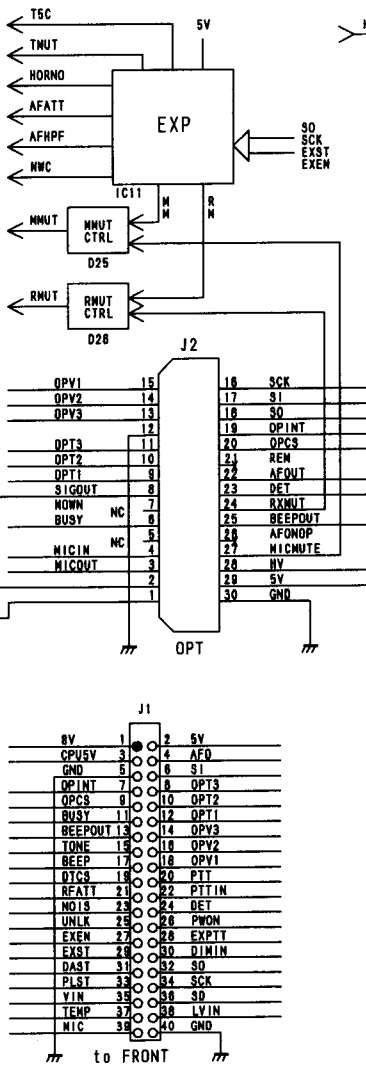 T5C
5V
TMUT
HORNO
AFATT
EXP
AFHPF
SO
SCK
EXST
EXEN
NWC
IC11
MM
RM
MMUT
MMUT
CTRL
D25
RMUT
RMUT
CTRL
D26
J2
OPV1 15 16 SCK
OPV2 14 17 SI
OPV3 13 18 SO
12 19 OPINT
OPT3 11 20 OPCS
OPT2 10 21 REM
OPT1 9 22 AFOUT
SIGOUT 8 23 DET
NOWN NC 7 24 RXMUT
BUSY 6 25 BEEPOUT
NC 5 26 AFONOP
MICIN 4 27 MICMUTE
MICOUT 3 28 HV
2 29 5V
1 30 GND
OPT
J1
8V 1 2 5V
CPU5V 3 4 AFO
GND 5 6 SI
OPINT 7 8 OPT3
OPCS 9 10 OPT2
BUSY 11 12 OPT1
BEEPOUT 13 14 OPV3
TONE 15 16 OPV2
BEEP 17 18 OPV1
DTCS 19 20 PTT
RFATT 21 22 PTTIN
NOIS 23 24 DET
UNLK 25 26 PWON
EXEN 27 28 EXPTT
EXST 29 30 DIMIN
DAST 31 32 SO
PLST 33 34 SCK
VIN 35 36 SD
TEMP 37 38 LVIN
MIC 39 40 GND
to FRONT